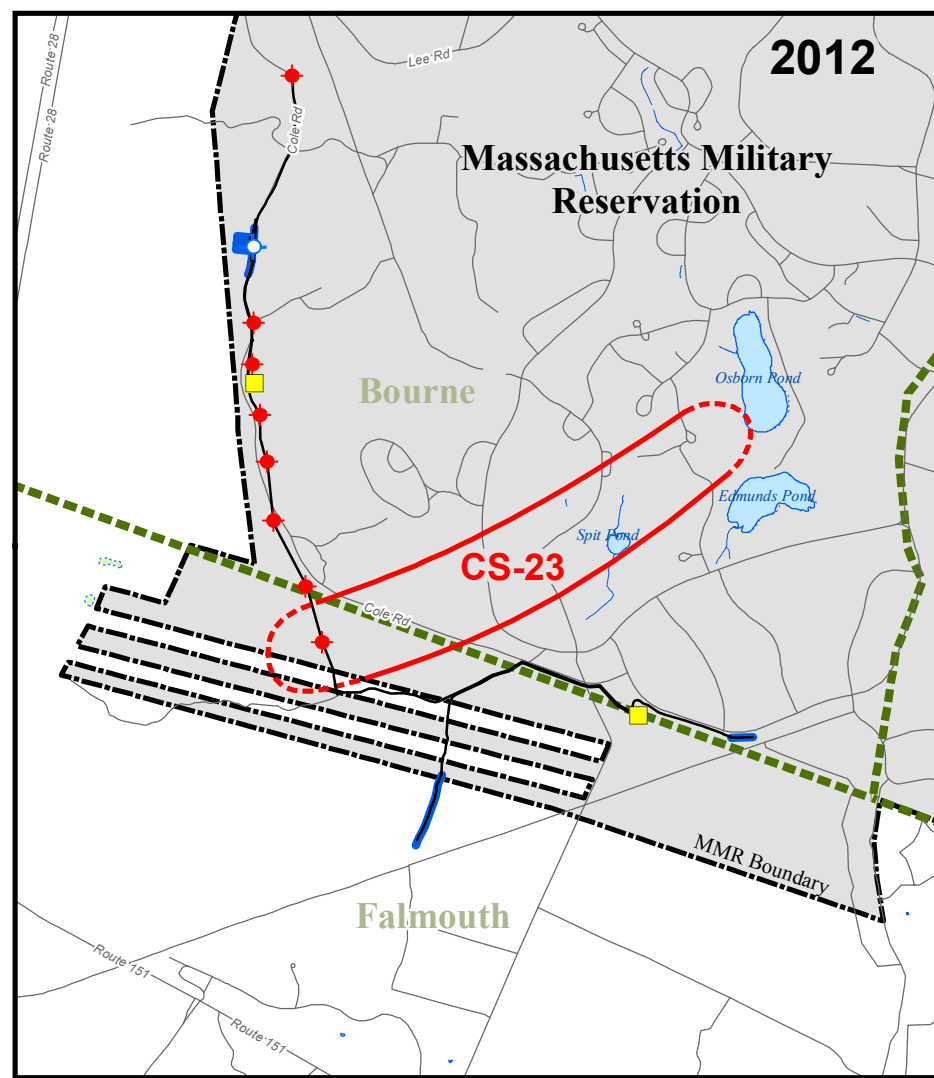 2012
Route 28
Route 28
Lee Rd
Cole Rd
Massachusetts Military
Reservation
Osborn Pond
Bourne
Edmunds Pond
Spit Pond
CS-23
Cole Rd
MMR Boundary
Falmouth
Route 151
Route 151